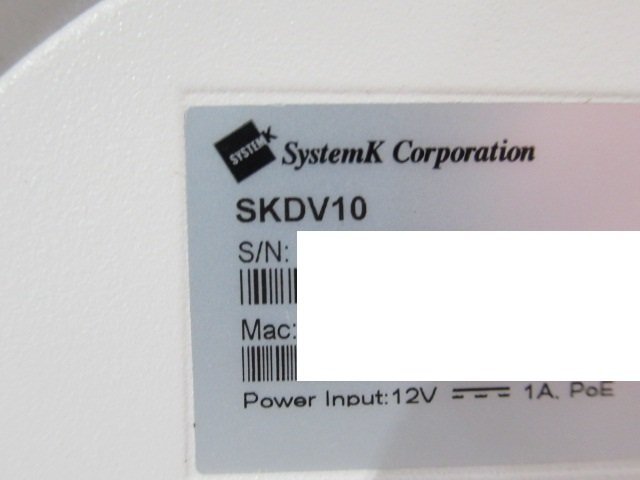 SYSTEM K
SystemK Corporation
SKDV10
S/N:
Mac:
Power Input:12V ⎓ 1A, PoE